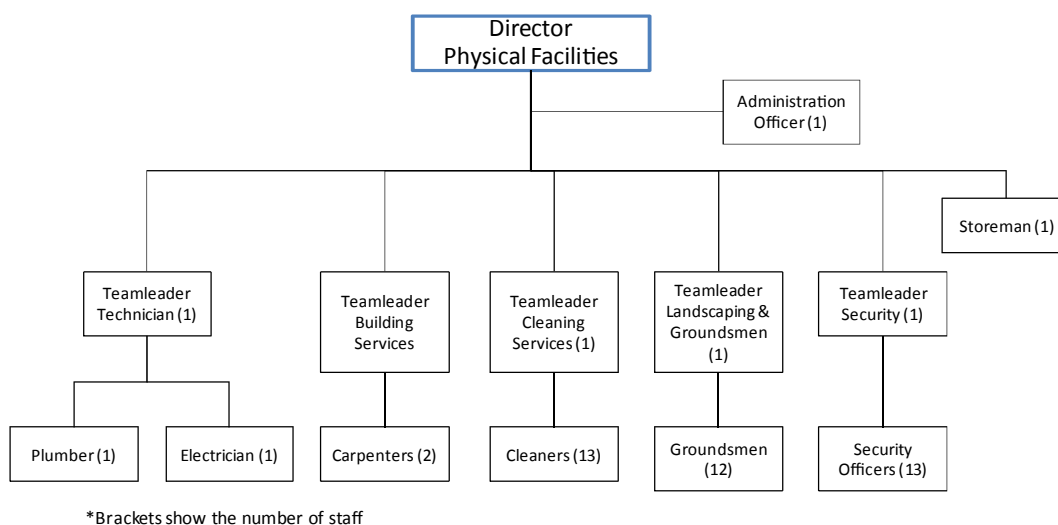 Director
Physical Facilities
Administration
Officer (1)
Storeman (1)
Teamleader
Technician (1)
Teamleader
Building
Services
Teamleader
Cleaning
Services (1)
Teamleader
Landscaping &
Groundsmen
(1)
Teamleader
Security (1)
Plumber (1)
Electrician (1)
Carpenters (2)
Cleaners (13)
Groundsmen
(12)
Security
Officers (13)
*Brackets show the number of staff